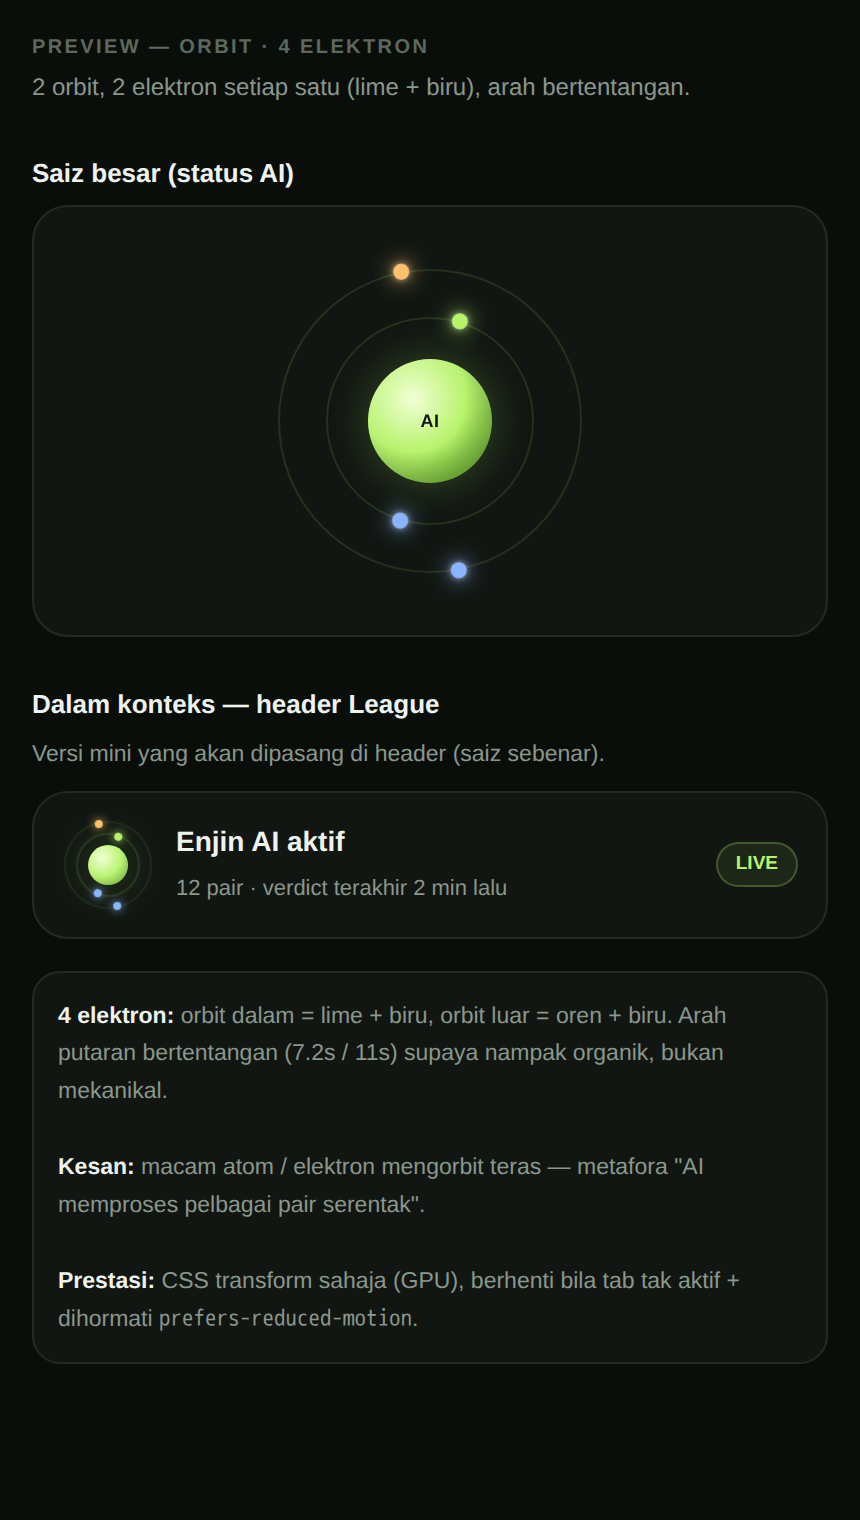 PREVIEW — ORBIT · 4 ELEKTRON
2 orbit, 2 elektron setiap satu (lime + biru), arah bertentangan.
Saiz besar (status AI)
AI
Dalam konteks — header League
Versi mini yang akan dipasang di header (saiz sebenar).
Enjin AI aktif
12 pair · verdict terakhir 2 min lalu
LIVE
4 elektron: orbit dalam = lime + biru, orbit luar = oren + biru. Arah
putaran bertentangan (7.2s / 11s) supaya nampak organik, bukan
mekanikal.
Kesan: macam atom / elektron mengorbit teras — metafora "AI
memproses pelbagai pair serentak".
Prestasi: CSS transform sahaja (GPU), berhenti bila tab tak aktif +
dihormati prefers-reduced-motion.